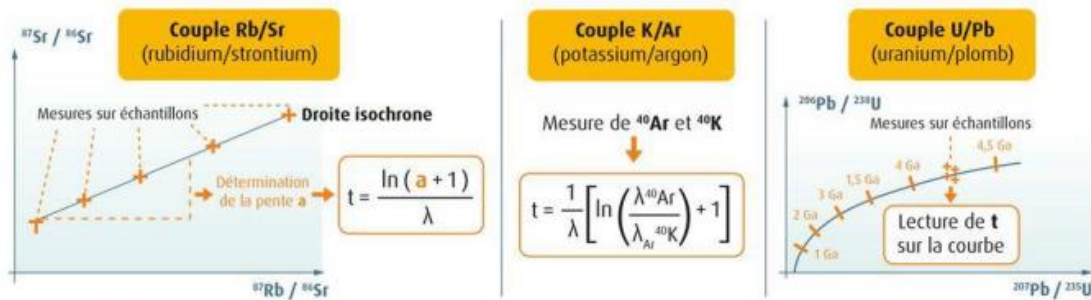 ⁸⁷Sr / ⁸⁶Sr
Couple Rb/Sr
(rubidium/strontium)
Mesures sur échantillons
Droite isochrone
Détermination
de la pente a
t = ln ( a + 1 ) / λ
⁸⁷Rb / ⁸⁶Sr
Couple K/Ar
(potassium/argon)
Mesure de ⁴⁰Ar et ⁴⁰K
t = 1/λ [ ln ( λ⁴⁰Ar / λAr⁴⁰K ) + 1 ]
Couple U/Pb
(uranium/plomb)
²⁰⁶Pb / ²³⁸U
Mesures sur échantillons
4,5 Ga
4 Ga
1,5 Ga
3 Ga
2 Ga
1 Ga
Lecture de t
sur la courbe
²⁰⁷Pb / ²³⁵U